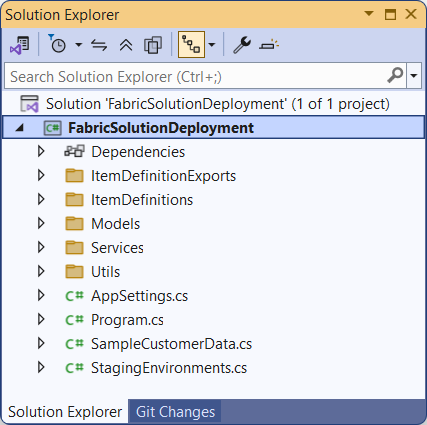 Solution Explorer
Search Solution Explorer (Ctrl+;)
Solution 'FabricSolutionDeployment' (1 of 1 project)
C# FabricSolutionDeployment
Dependencies
ItemDefinitionExports
ItemDefinitions
Models
Services
Utils
C# AppSettings.cs
C# Program.cs
C# SampleCustomerData.cs
C# StagingEnvironments.cs
Solution Explorer Git Changes